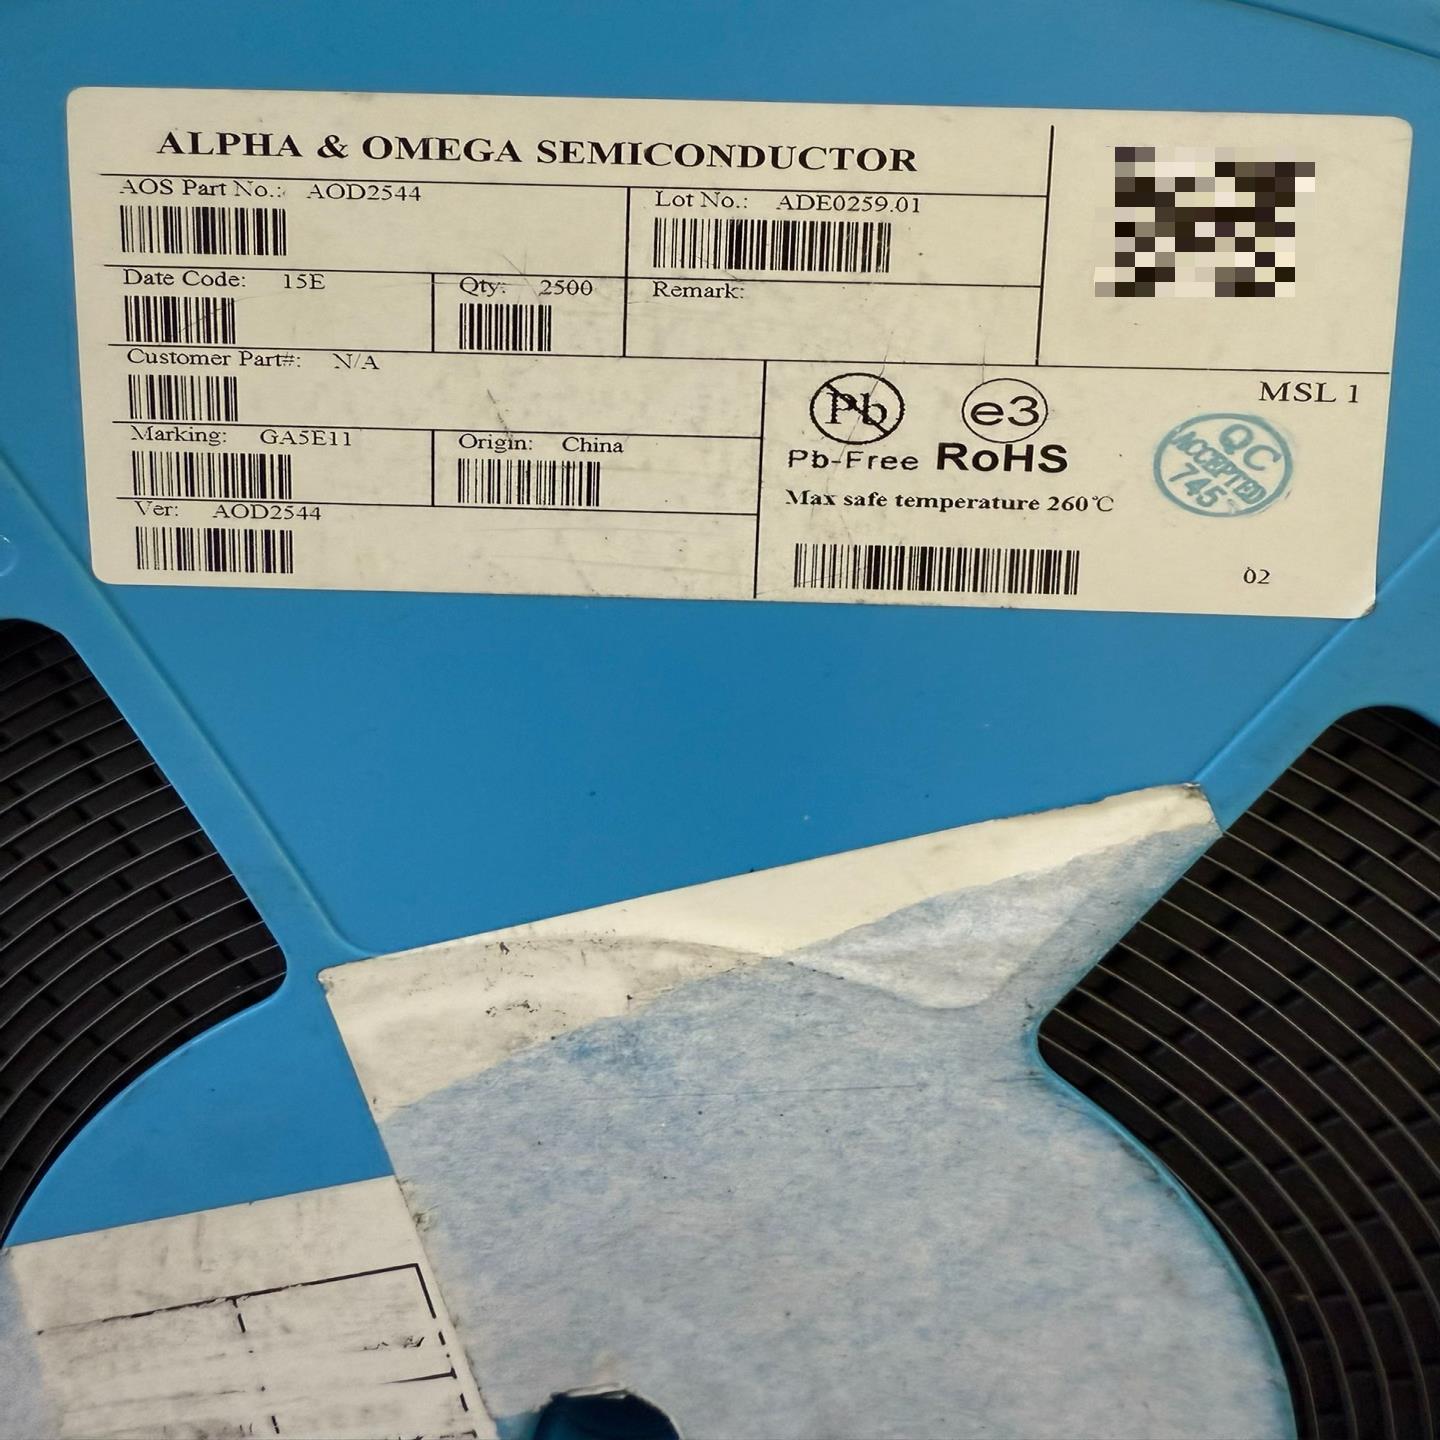 ALPHA & OMEGA SEMICONDUCTOR
AOS Part No.: AOD2544
Lot No.: ADE0259.01
Date Code: 15E
Qty: 2500
Remark:
Customer Part#: N/A
Marking: GA5E11
Origin: China
Ver: AOD2544
Pb
e3
MSL 1
Pb-Free RoHS
QC
ACCEPTED
745
Max safe temperature 260℃
02